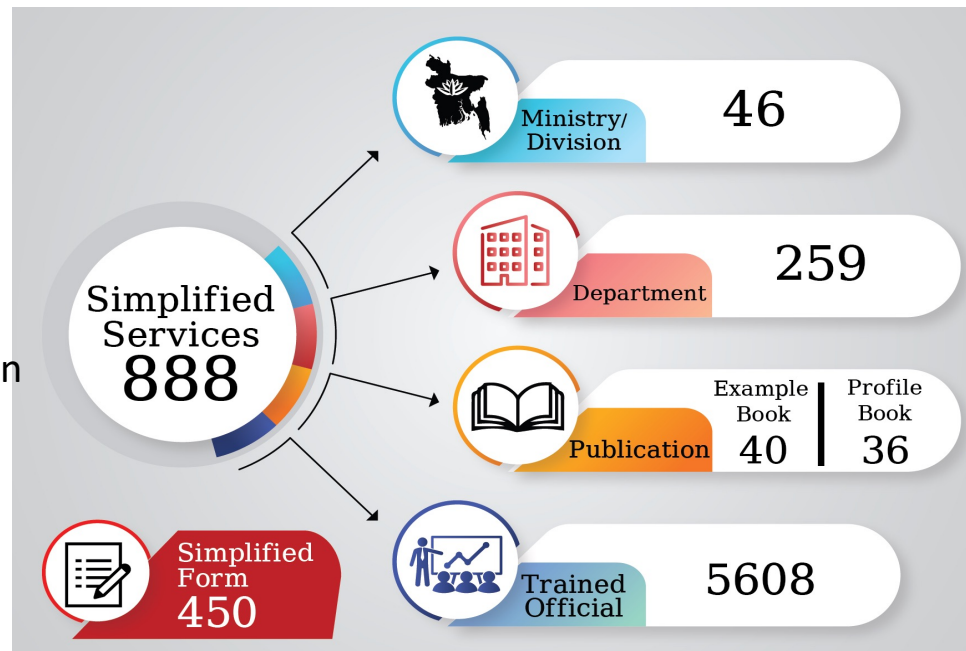 n
Simplified
Services
888
Ministry/
Division
46
Department
259
Publication
Example
Book
40
Profile
Book
36
Trained
Official
5608
Simplified
Form
450